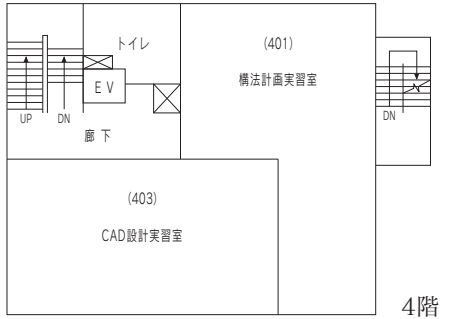 トイレ
(401)
構法計画実習室
EV
UP
DN
DN
廊下
(403)
CAD設計実習室
4階